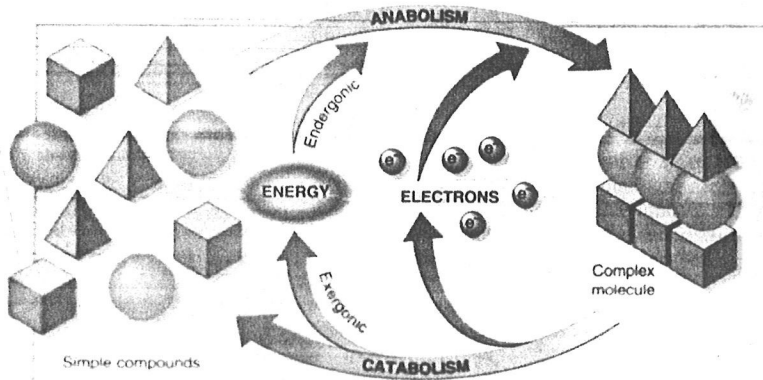 ANABOLISM
Endergonic
e⁻
e⁻
e⁻
ENERGY
e⁻
ELECTRONS
e⁻
Exergonic
Complex
molecule
Simple compounds
CATABOLISM